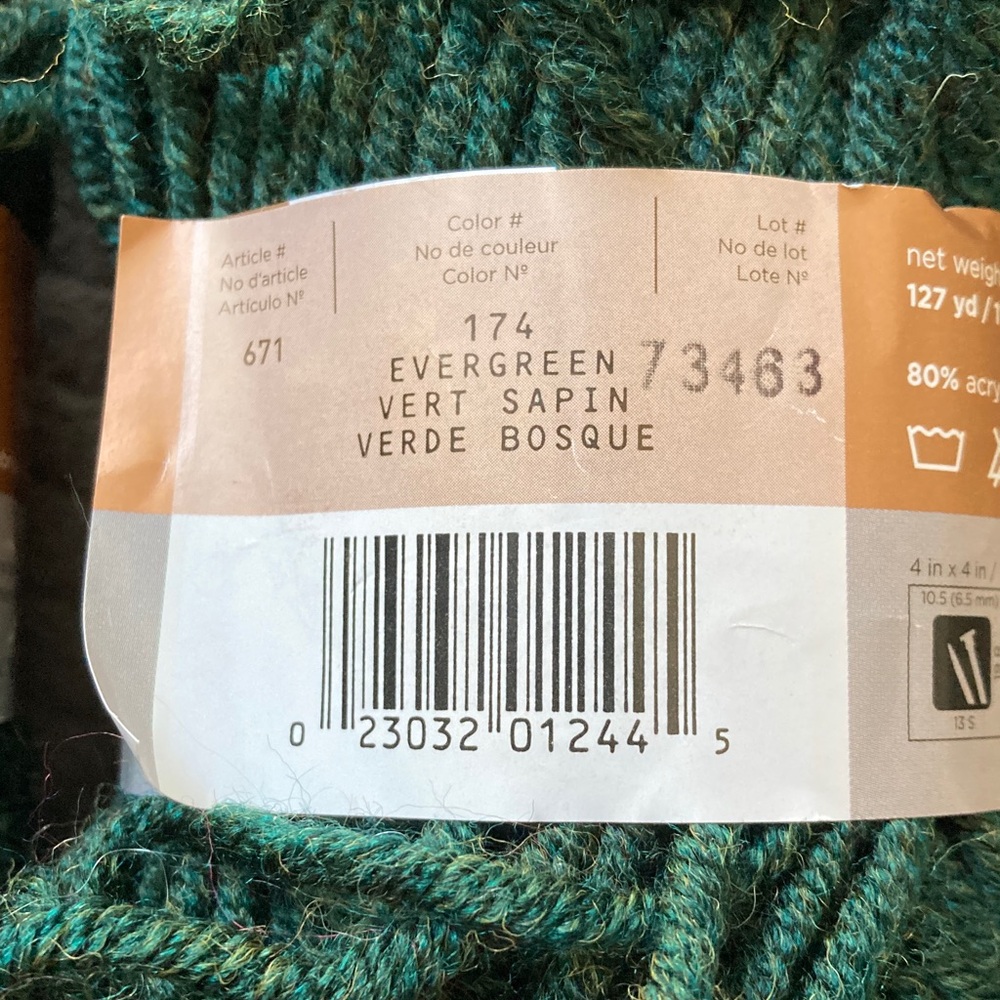 Article #
No d'article
Artículo Nº
671
Color #
No de couleur
Color Nº
174
EVERGREEN
VERT SAPIN
VERDE BOSQUE
Lot #
No de lot
Lote Nº
73463
net weigh
127 yd / 1
80% acry
4 in x 4 in /
10.5 (6.5 mm)
13 S
0 23032 01244 5